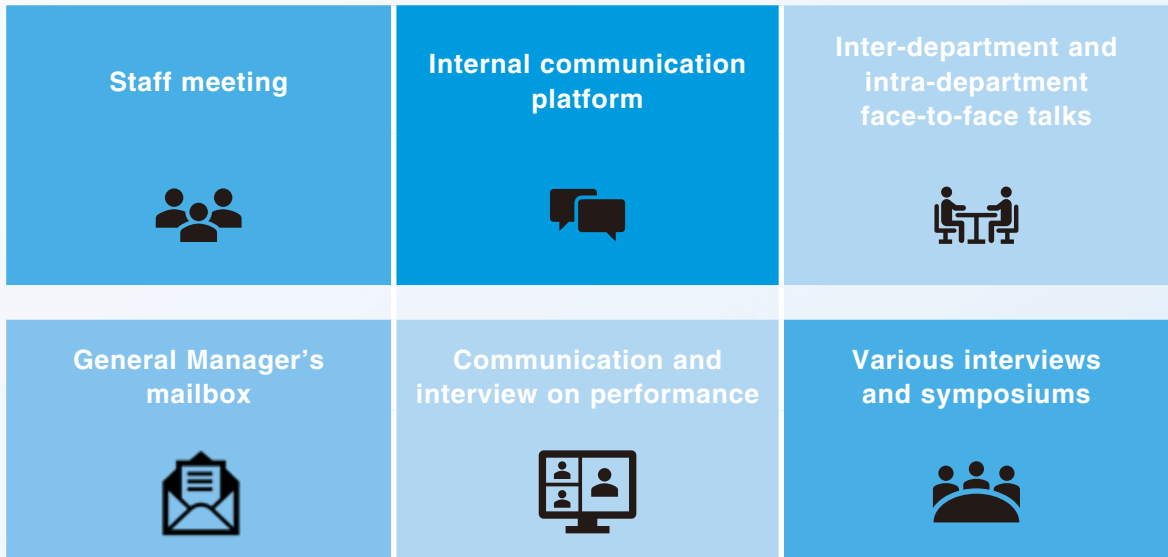 Staff meeting
Internal communication
platform
Inter-department and
intra-department
face-to-face talks
General Manager’s
mailbox
Communication and
interview on performance
Various interviews
and symposiums